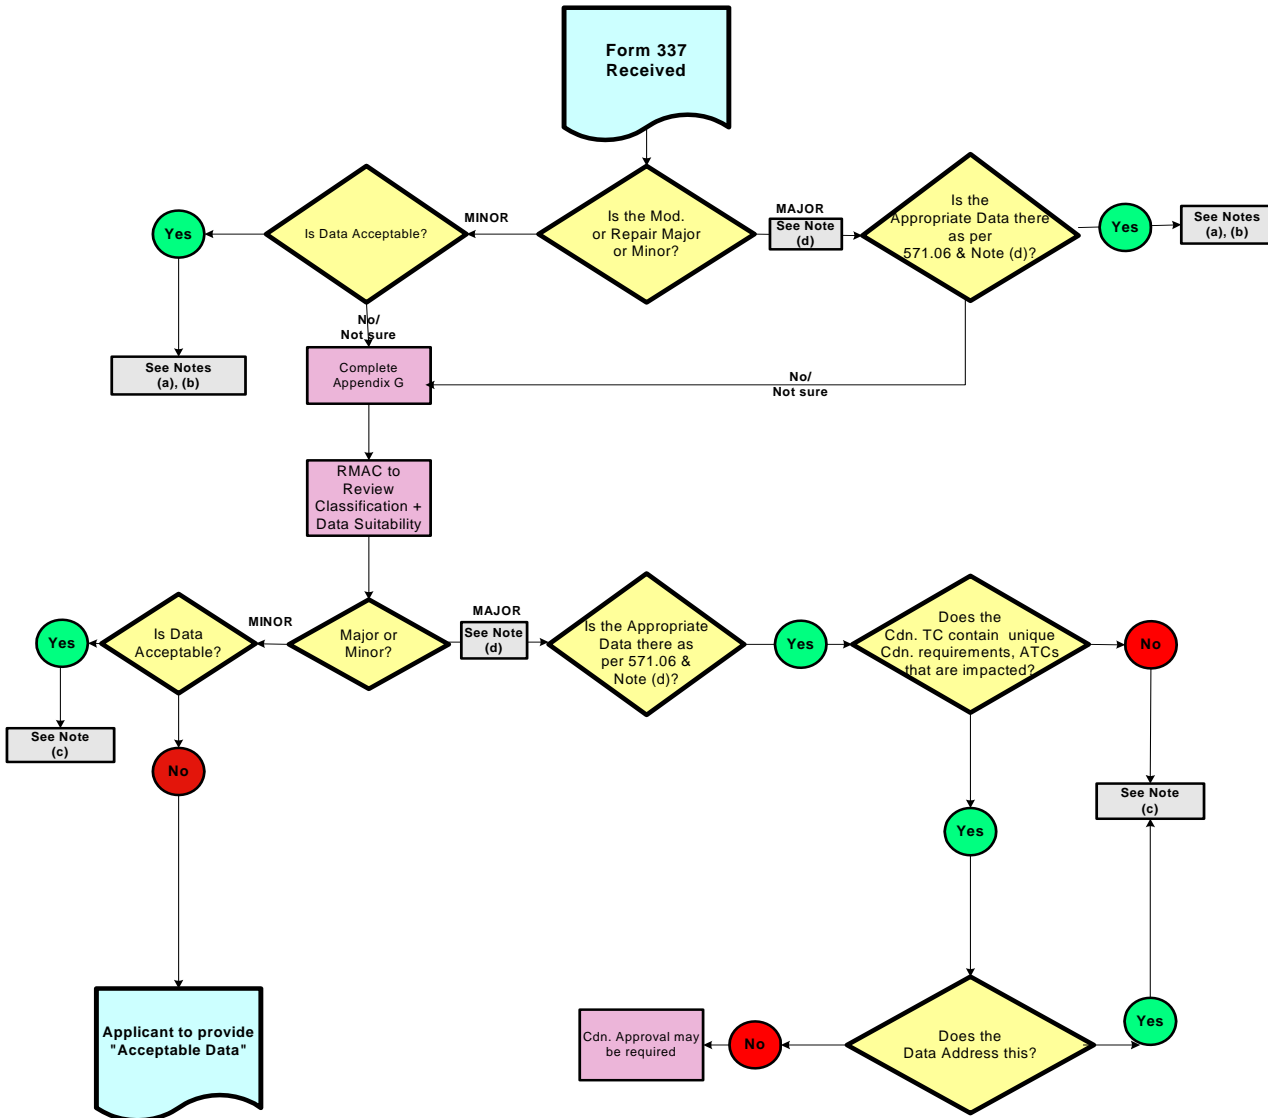 Form 337
Received
MINOR
MAJOR
Yes
Is Data Acceptable?
Is the Mod.
or Repair Major
or Minor?
See Note
(d)
Is the
Appropriate Data there
as per
571.06 & Note (d)?
Yes
See Notes
(a), (b)
No/
Not sure
See Notes
(a), (b)
Complete
Appendix G
No/
Not sure
RMAC to
Review
Classification +
Data Suitability
MINOR
MAJOR
Yes
Is Data
Acceptable?
Major or
Minor?
See Note
(d)
Is the Appropriate
Data there as
per 571.06 &
Note (d)?
Yes
Does the
Cdn. TC contain unique
Cdn. requirements, ATCs
that are impacted?
No
See Note
(c)
No
See Note
(c)
Yes
Applicant to provide
"Acceptable Data"
Cdn. Approval may
be required
No
Does the
Data Address this?
Yes